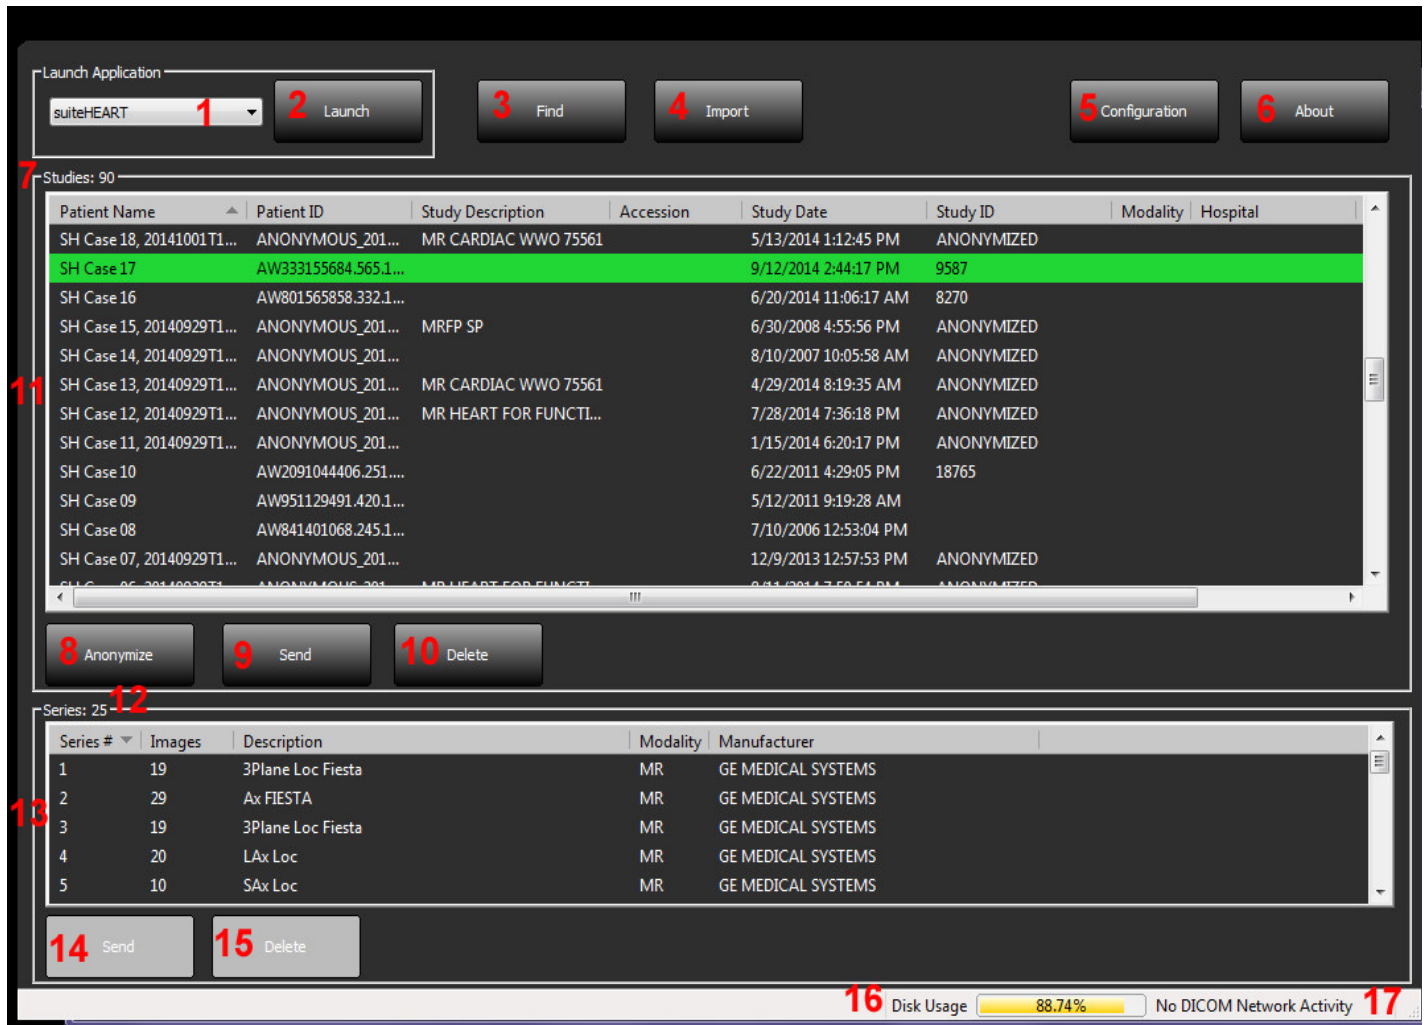 Launch Application
suiteHEART 1 2 Launch 3 Find 4 Import 5 Configuration 6 About
7
Studies: 90
Patient Name Patient ID Study Description Accession Study Date Study ID Modality Hospital
SH Case 18, 20141001T1... ANONYMOUS_201... MR CARDIAC WWO 75561 5/13/2014 1:12:45 PM ANONYMIZED
SH Case 17 AW333155684.565.1... 9/12/2014 2:44:17 PM 9587
SH Case 16 AW801565858.332.1... 6/20/2014 11:06:17 AM 8270
SH Case 15, 20140929T1... ANONYMOUS_201... MRFP SP 6/30/2008 4:55:56 PM ANONYMIZED
SH Case 14, 20140929T1... ANONYMOUS_201... 8/10/2007 10:05:58 AM ANONYMIZED
11 SH Case 13, 20140929T1... ANONYMOUS_201... MR CARDIAC WWO 75561 4/29/2014 8:19:35 AM ANONYMIZED
SH Case 12, 20140929T1... ANONYMOUS_201... MR HEART FOR FUNCTI... 7/28/2014 7:36:18 PM ANONYMIZED
SH Case 11, 20140929T1... ANONYMOUS_201... 1/15/2014 6:20:17 PM ANONYMIZED
SH Case 10 AW2091044406.251.... 6/22/2011 4:29:05 PM 18765
SH Case 09 AW951129491.420.1... 5/12/2011 9:19:28 AM
SH Case 08 AW841401068.245.1... 7/10/2006 12:53:04 PM
SH Case 07, 20140929T1... ANONYMOUS_201... 12/9/2013 12:57:53 PM ANONYMIZED
8 Anonymize 9 Send 10 Delete
12
Series: 25
Series # Images Description Modality Manufacturer
1 19 3Plane Loc Fiesta MR GE MEDICAL SYSTEMS
2 29 Ax FIESTA MR GE MEDICAL SYSTEMS
13
3 19 3Plane Loc Fiesta MR GE MEDICAL SYSTEMS
4 20 LAx Loc MR GE MEDICAL SYSTEMS
5 10 SAx Loc MR GE MEDICAL SYSTEMS
14 Send 15 Delete
16 Disk Usage 88.74% No DICOM Network Activity 17